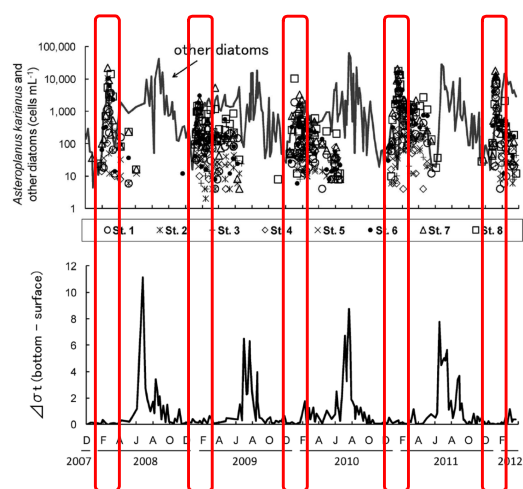 Asteroplanus karianus and
other diatoms (cells mL⁻¹)
100,000
10,000
1,000
100
10
1
other diatoms
St. 1 St. 2 St. 3 St. 4 St. 5 St. 6 St. 7 St. 8
⊿σt (bottom − surface)
12
10
8
6
4
2
0
D F A J A O D F A J A O D F A J A O D F A J A O D F
2007 2008 2009 2010 2011 2012